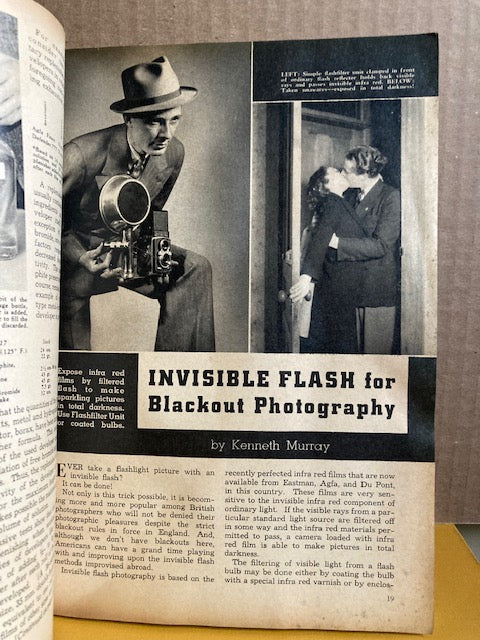 LEFT: Simple flashfilter unit clamped in front
of ordinary flash reflector holds back visible
rays and passes invisible infra red. BELOW:
Taken unawares—exposed in total darkness!
Expose infra red
films by filtered
flash to make
sparkling pictures
in total darkness.
Use Flashfilter Unit
or coated bulbs.
INVISIBLE FLASH for
Blackout Photography
by Kenneth Murray
EVER take a flashlight picture with an
invisible flash?
It can be done!
Not only is this trick possible, it is becom-
ing more and more popular among British
photographers who will not be denied their
photographic pleasures despite the strict
blackout rules in force in England. And,
although we don't have blackouts here,
Americans can have a grand time playing
with and improving upon the invisible flash
methods improvised abroad.
Invisible flash photography is based on the
recently perfected infra red films that are now
available from Eastman, Agfa, and Du Pont,
in this country. These films are very sen-
sitive to the invisible infra red component of
ordinary light. If the visible rays from a par-
ticular standard light source are filtered off
in some way and the infra red materials per-
mitted to pass, a camera loaded with infra
red film is able to make pictures in total
darkness.
The filtering of visible light from a flash
bulb may be done either by coating the bulb
with a special infra red varnish or by enclos-
19